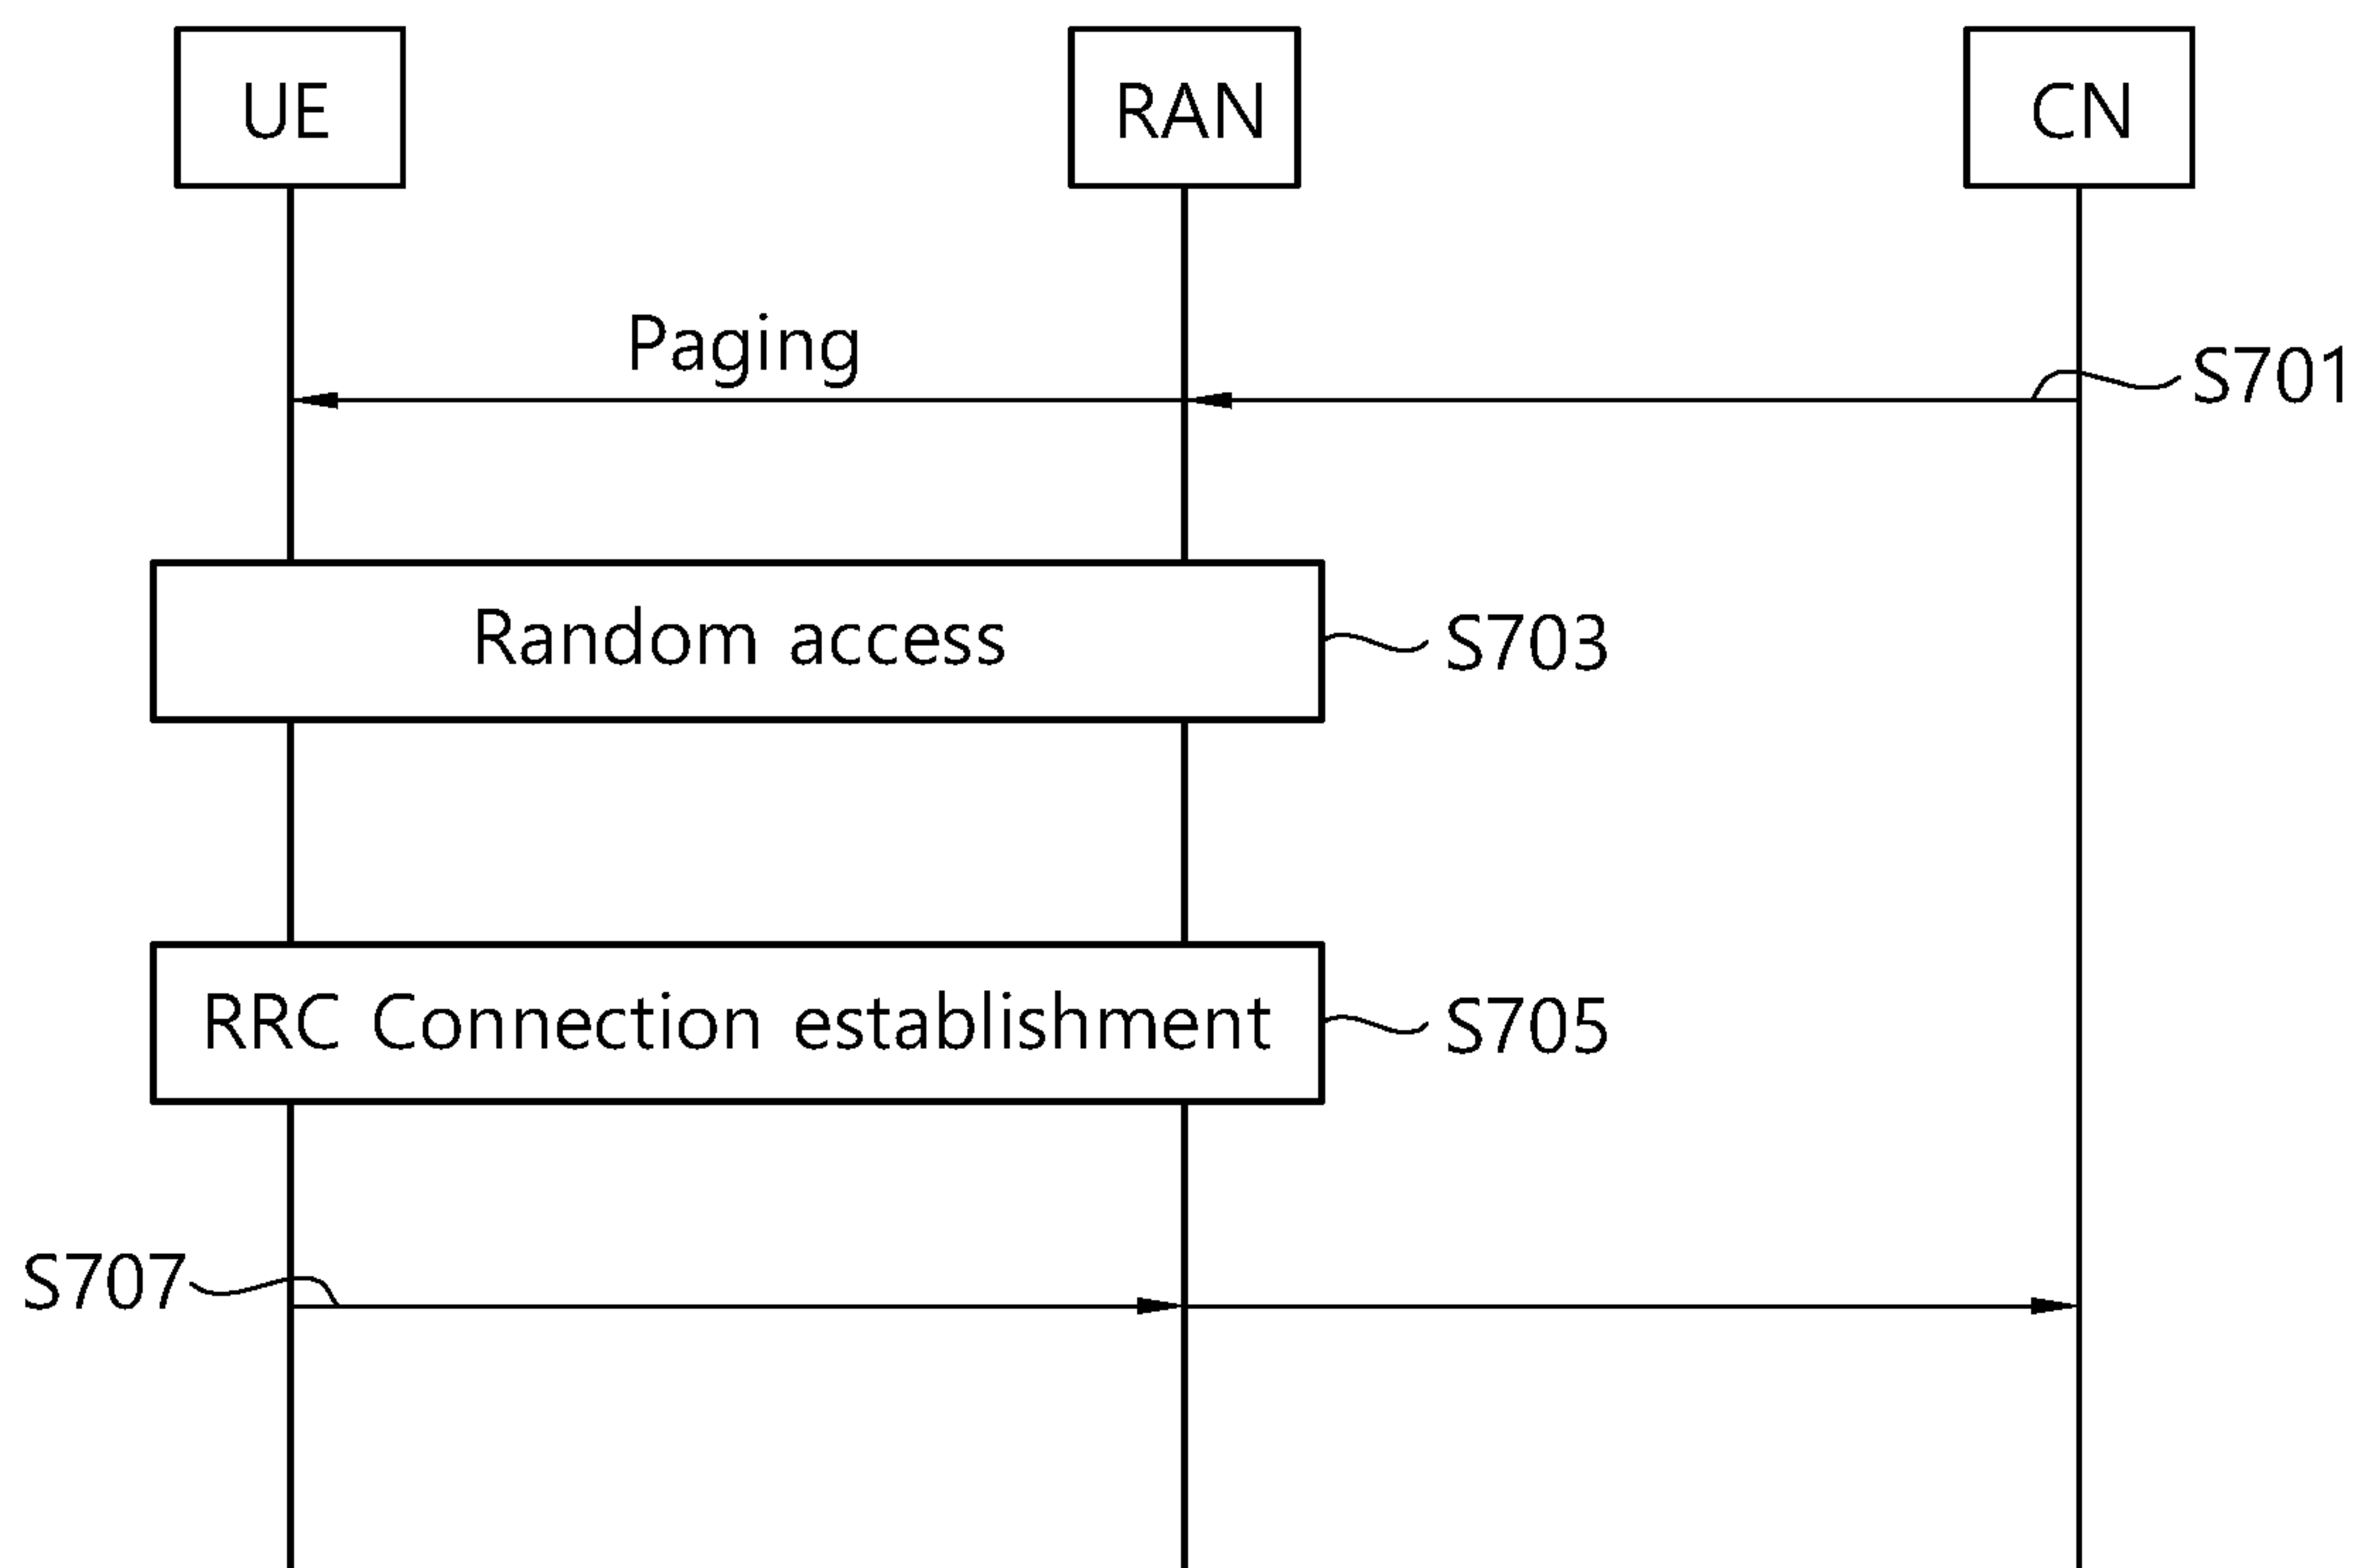 UE
RAN
CN
Paging
S701
Random access
S703
RRC Connection establishment
S705
S707